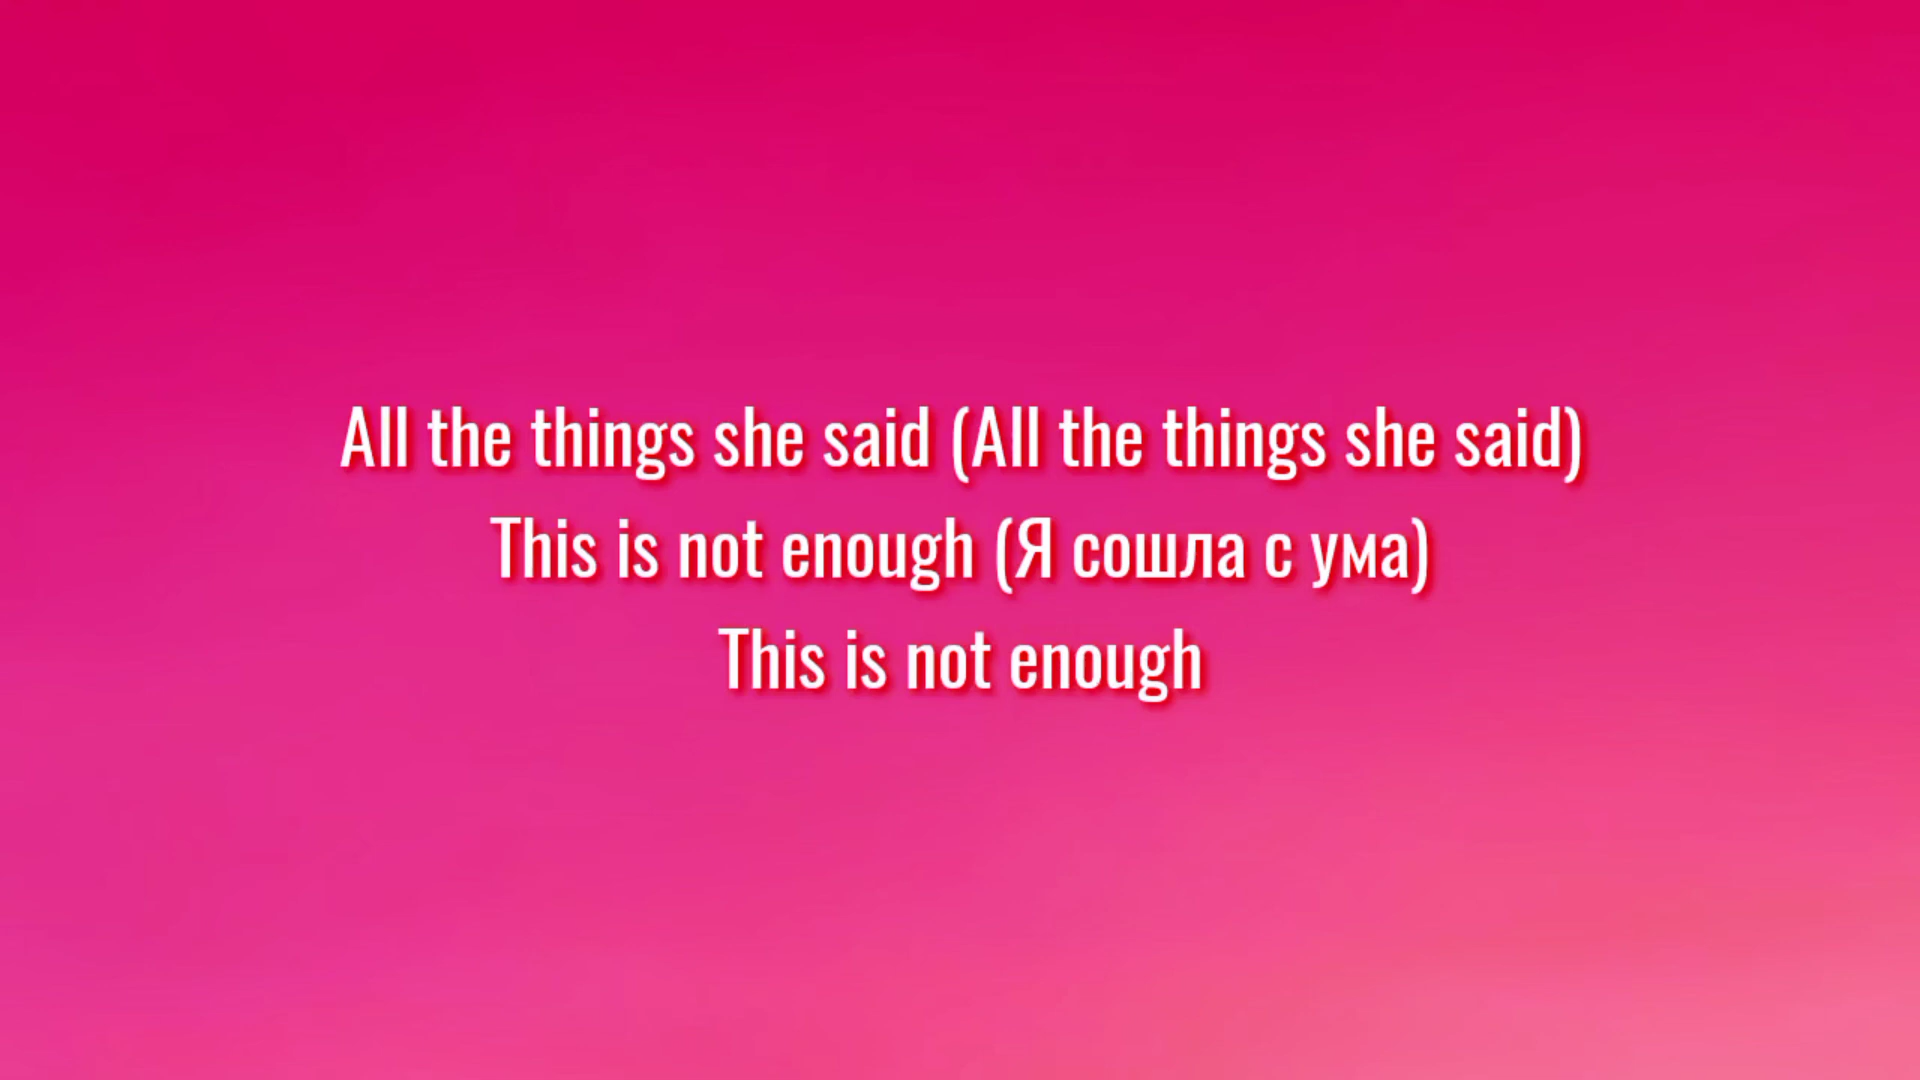 All the things she said (All the things she said)
This is not enough (Я сошла с ума)
This is not enough